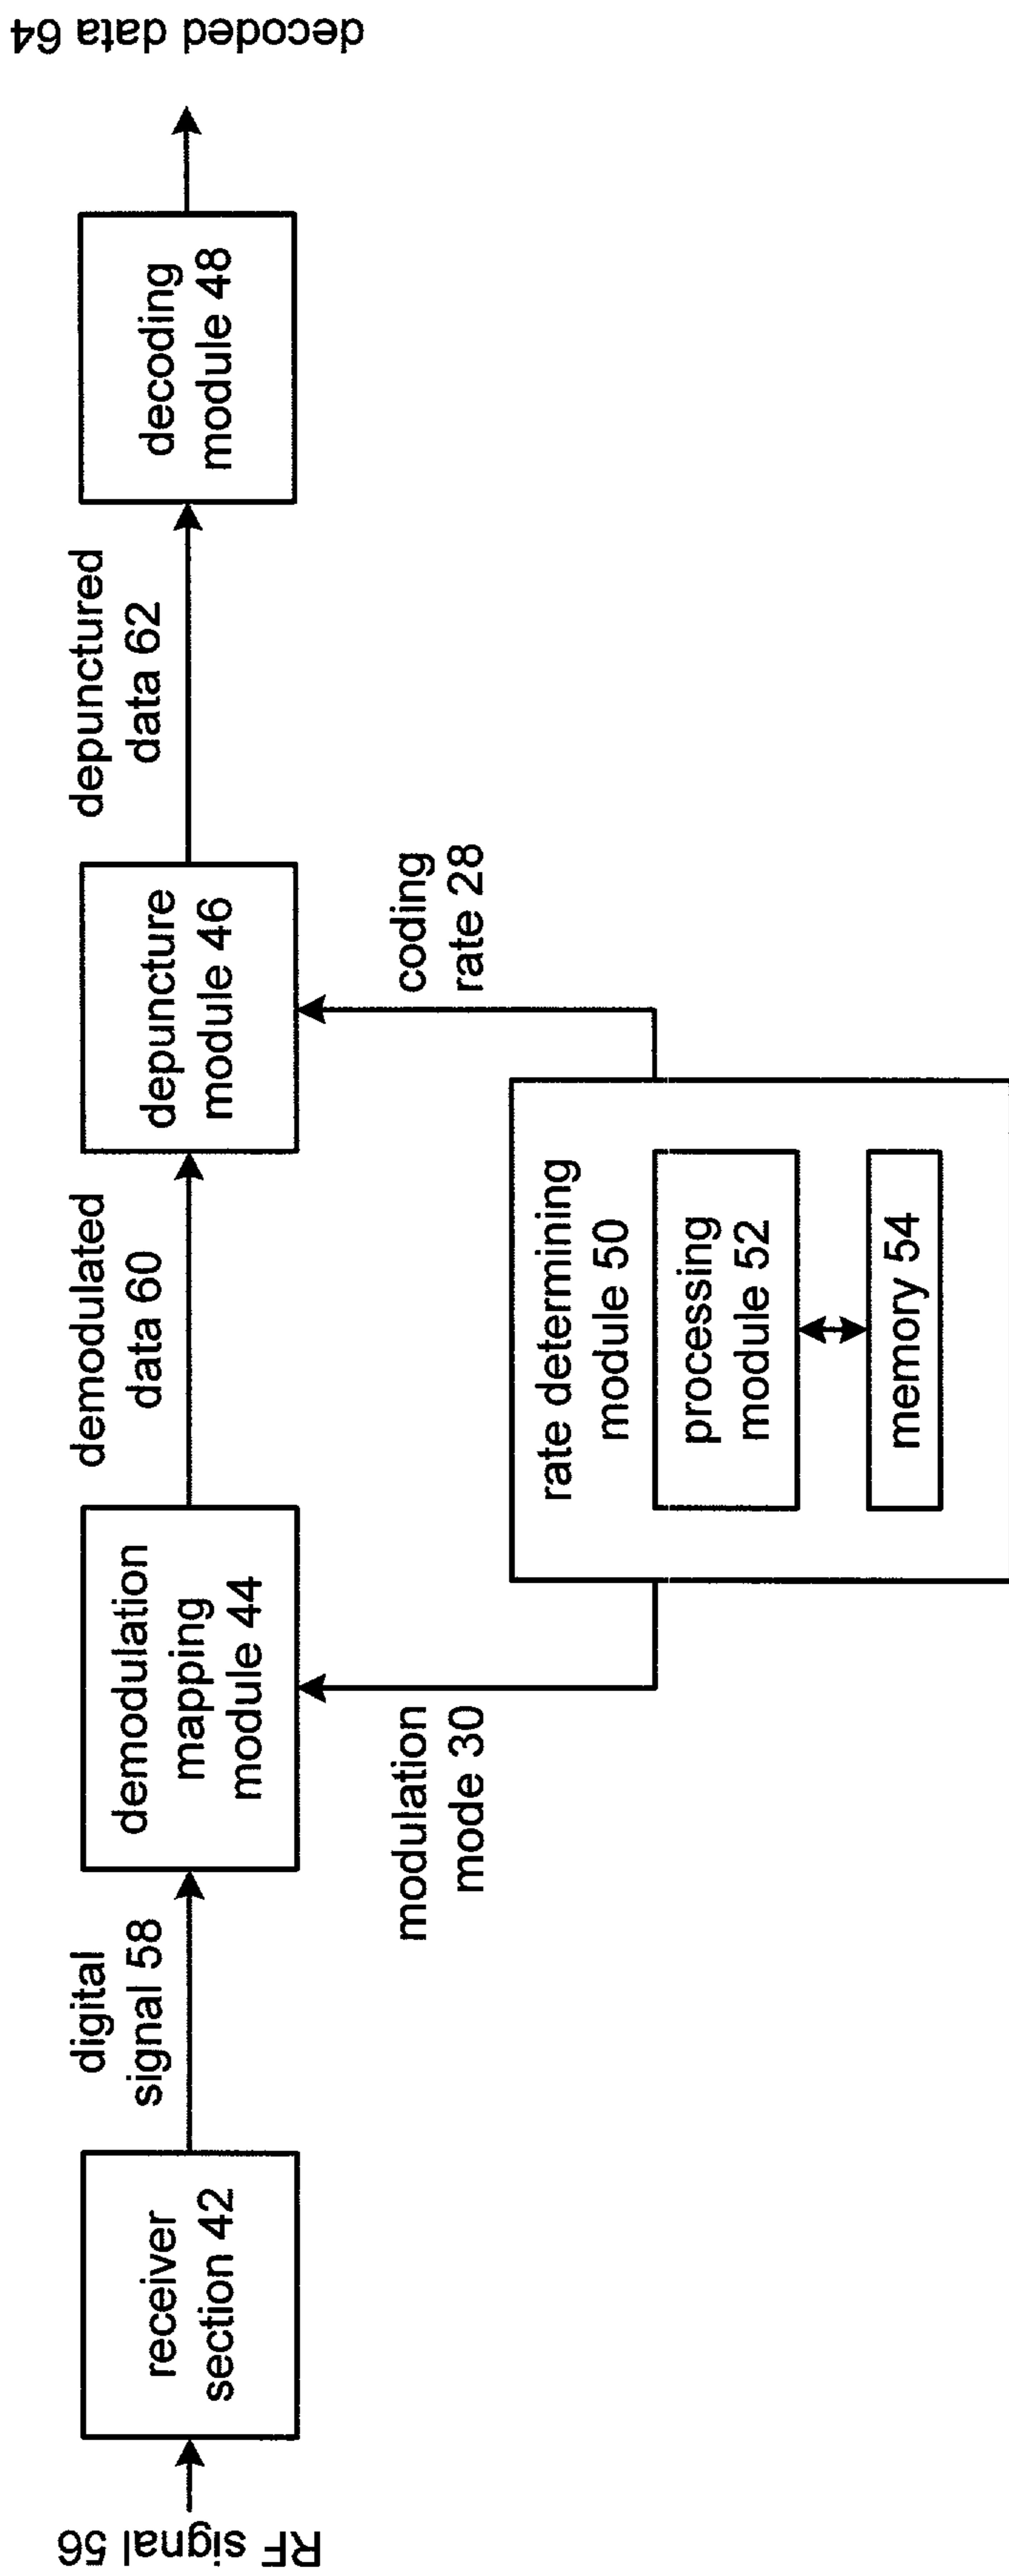 RF signal 56
receiver
section 42
digital
signal 58
demodulation
mapping
module 44
demodulated
data 60
depuncture
module 46
depunctured
data 62
decoding
module 48
decoded data 64
modulation
mode 30
coding
rate 28
rate determining
module 50
processing
module 52
memory 54